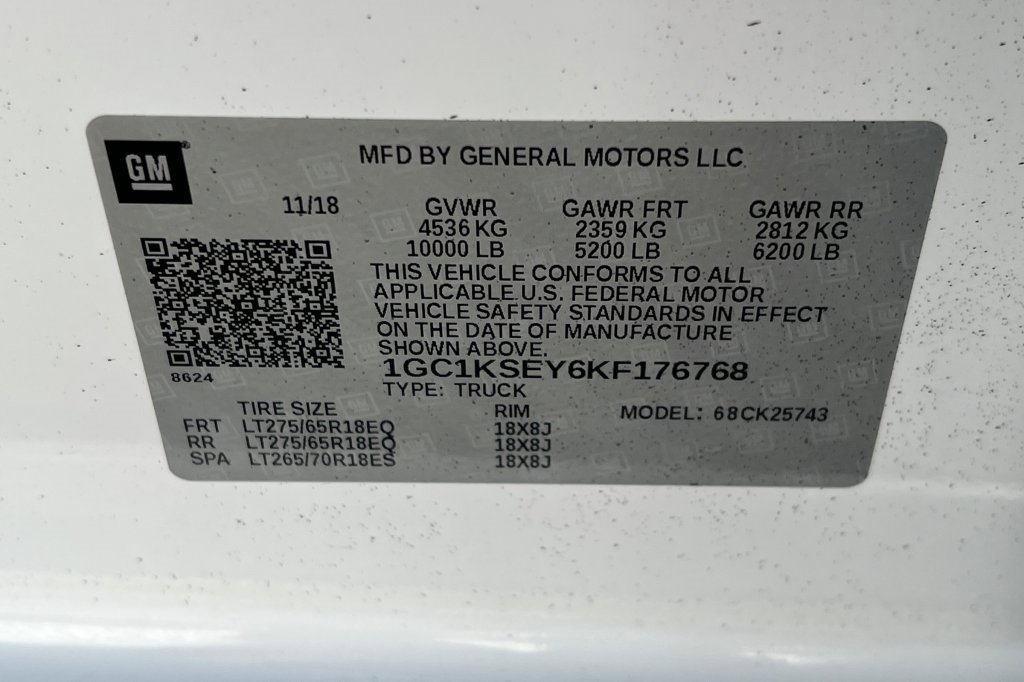 GM
MFD BY GENERAL MOTORS LLC
11/18 GVWR GAWR FRT GAWR RR
4536 KG 2359 KG 2812 KG
10000 LB 5200 LB 6200 LB
THIS VEHICLE CONFORMS TO ALL
APPLICABLE U.S. FEDERAL MOTOR
VEHICLE SAFETY STANDARDS IN EFFECT
ON THE DATE OF MANUFACTURE
SHOWN ABOVE.
8624
1GC1KSEY6KF176768
TYPE: TRUCK
TIRE SIZE RIM MODEL: 68CK25743
FRT LT275/65R18EQ 18X8J
RR LT275/65R18EQ 18X8J
SPA LT265/70R18ES 18X8J